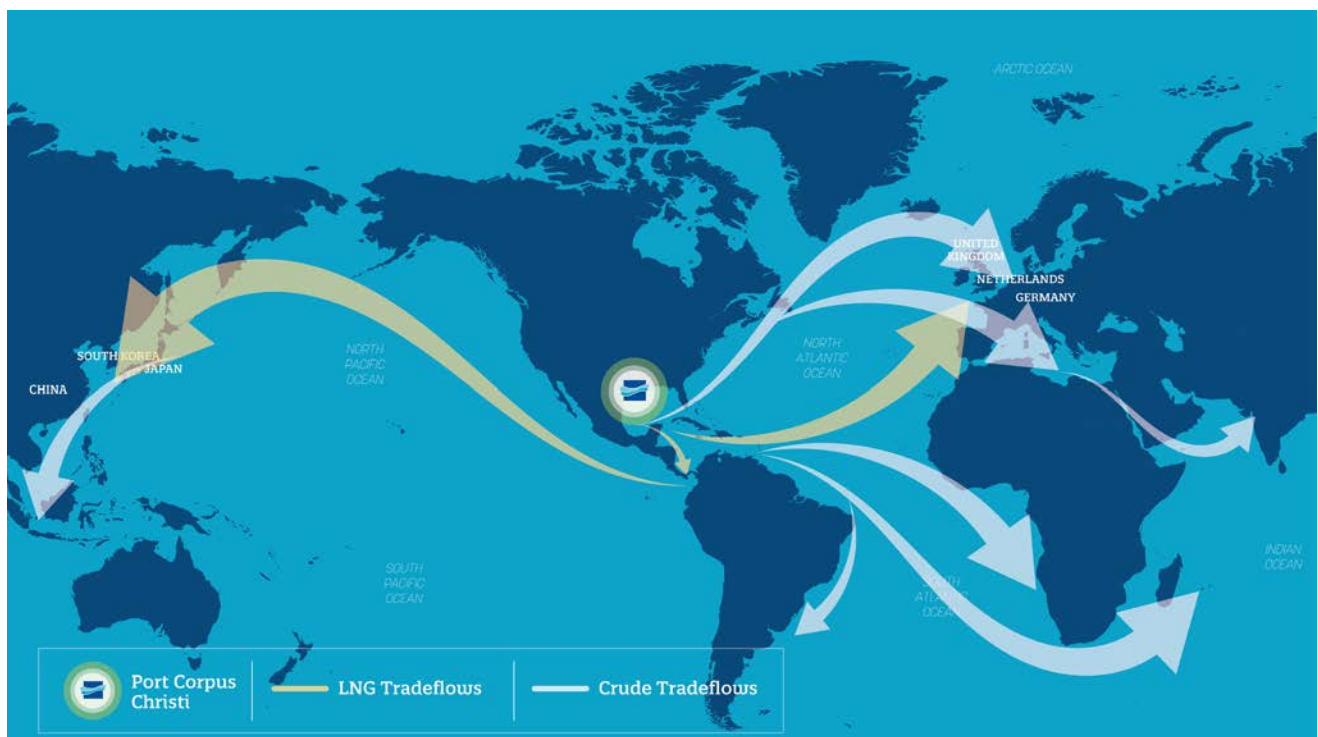 ARCTIC OCEAN
UNITED
KINGDOM
NETHERLANDS
GERMANY
NORTH
PACIFIC
OCEAN
NORTH
ATLANTIC
OCEAN
SOUTH KOREA
JAPAN
CHINA
SOUTH
PACIFIC
OCEAN
SOUTH
ATLANTIC
OCEAN
INDIAN
OCEAN
Port Corpus
Christi
LNG Tradeflows
Crude Tradeflows